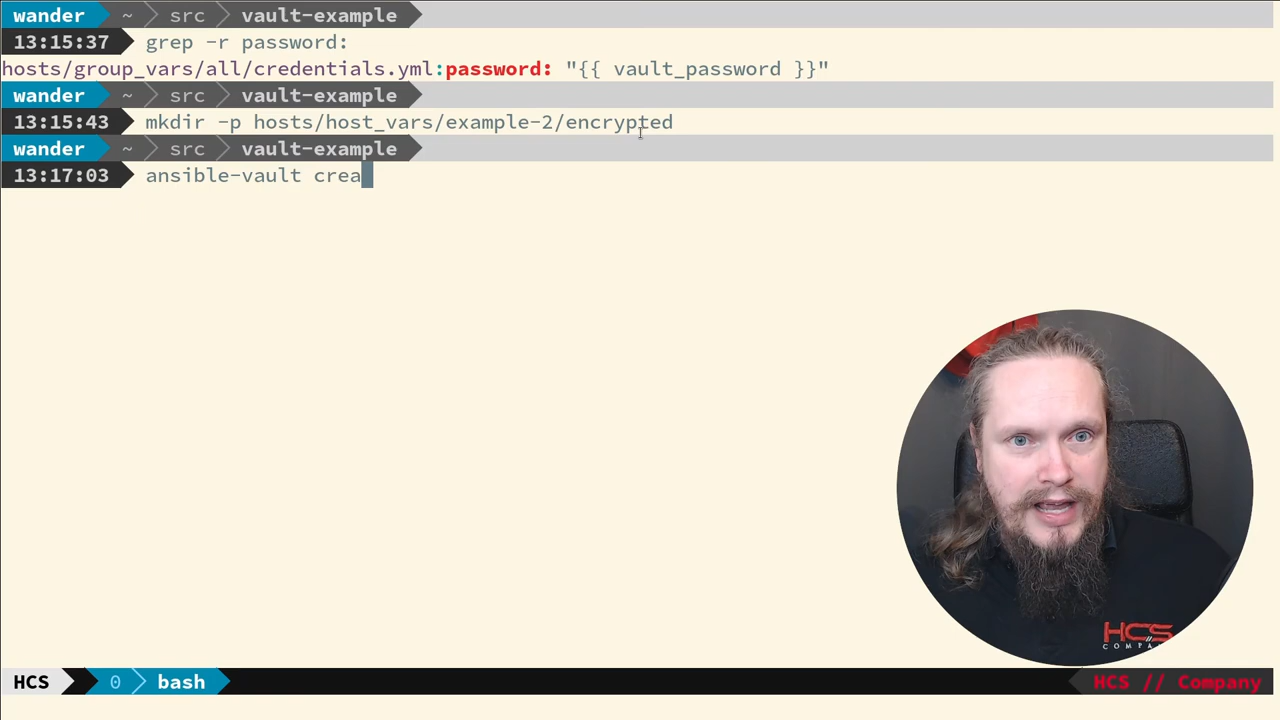 wander ~ src vault-example
13:15:37 grep -r password:
hosts/group_vars/all/credentials.yml:password: "{{ vault_password }}"
wander ~ src vault-example
13:15:43 mkdir -p hosts/host_vars/example-2/encrypted
wander ~ src vault-example
13:17:03 ansible-vault crea
HCS
COMPA
HCS 0 bash HCS // Company